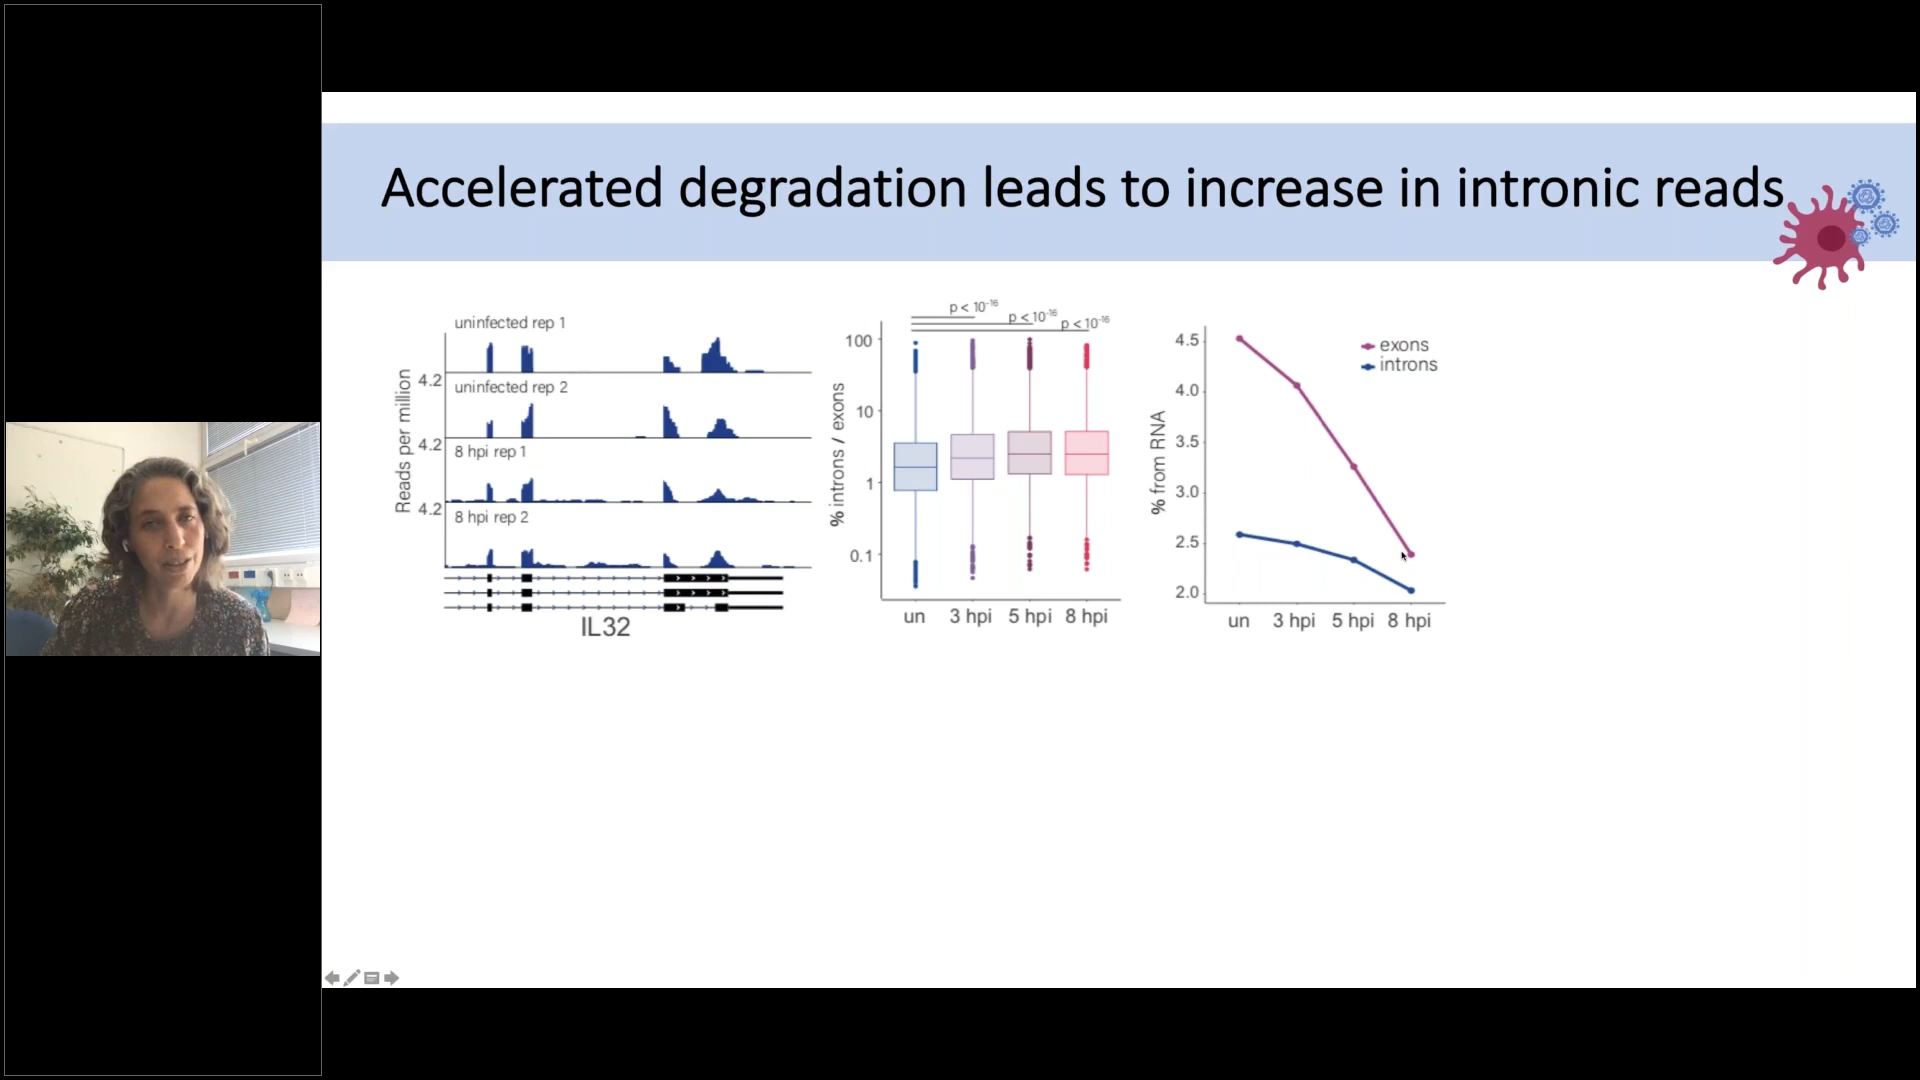 Accelerated degradation leads to increase in intronic reads
Reads per million
uninfected rep 1
4.2
uninfected rep 2
4.2
8 hpi rep 1
4.2
8 hpi rep 2
IL32
p < 10⁻¹⁶
p < 10⁻¹⁶
p < 10⁻¹⁶
% introns / exons
100
10
1
0.1
un 3 hpi 5 hpi 8 hpi
% from RNA
4.5
4.0
3.5
3.0
2.5
2.0
exons
introns
un 3 hpi 5 hpi 8 hpi